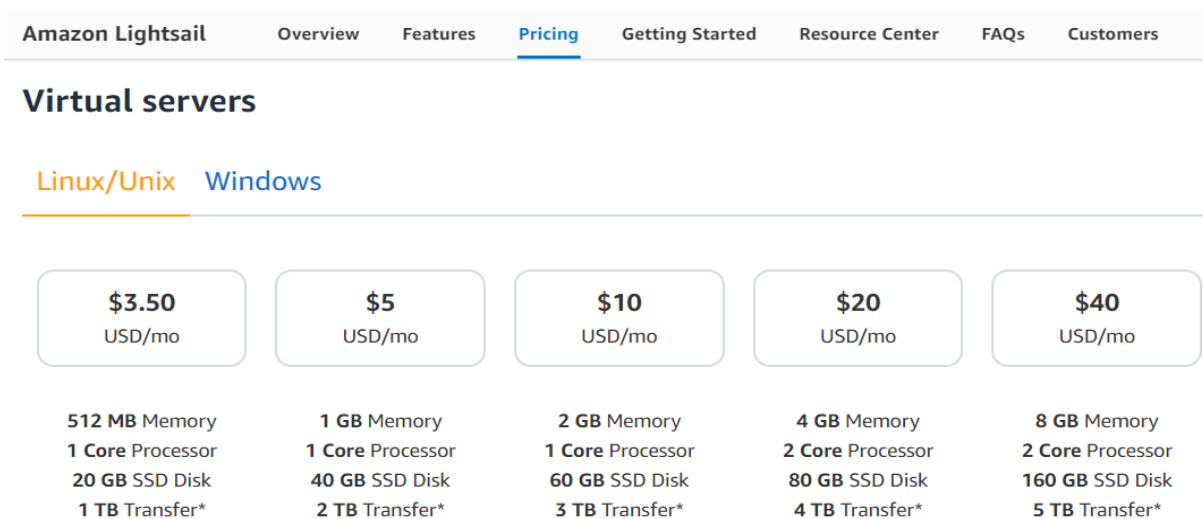 Amazon Lightsail Overview Features Pricing Getting Started Resource Center FAQs Customers
Virtual servers
Linux/Unix Windows
$3.50 $5 $10 $20 $40
USD/mo USD/mo USD/mo USD/mo USD/mo
512 MB Memory 1 GB Memory 2 GB Memory 4 GB Memory 8 GB Memory
1 Core Processor 1 Core Processor 1 Core Processor 2 Core Processor 2 Core Processor
20 GB SSD Disk 40 GB SSD Disk 60 GB SSD Disk 80 GB SSD Disk 160 GB SSD Disk
1 TB Transfer* 2 TB Transfer* 3 TB Transfer* 4 TB Transfer* 5 TB Transfer*